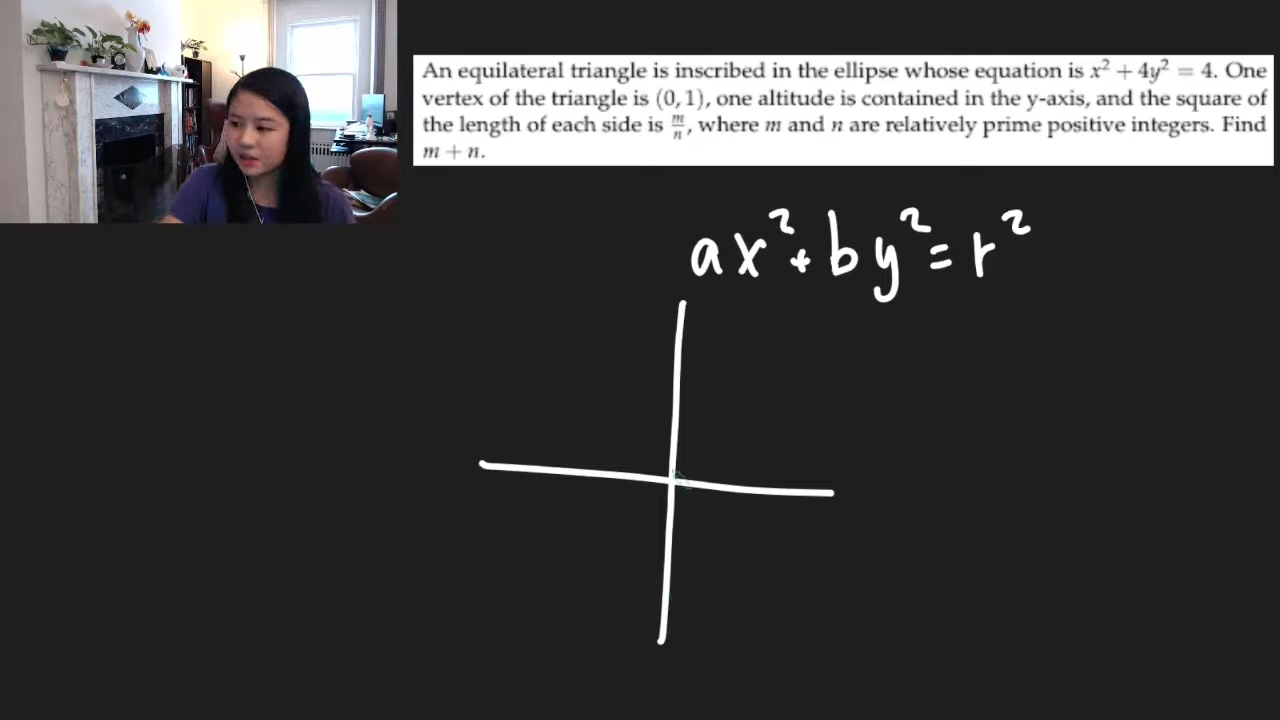 An equilateral triangle is inscribed in the ellipse whose equation is x² + 4y² = 4. One
vertex of the triangle is (0, 1), one altitude is contained in the y-axis, and the square of
the length of each side is m/n, where m and n are relatively prime positive integers. Find
m + n.
ax² + by² = r²